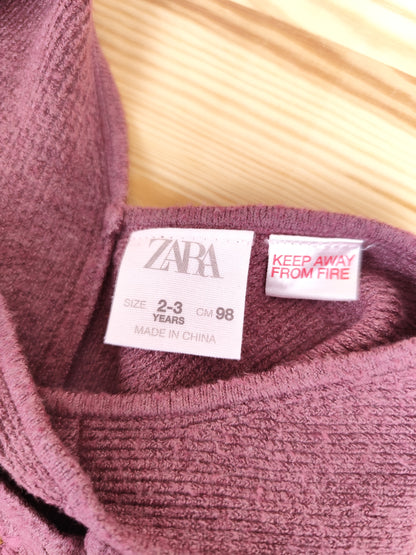 ZARA
SIZE 2-3 YEARS CM 98
MADE IN CHINA
KEEP AWAY
FROM FIRE